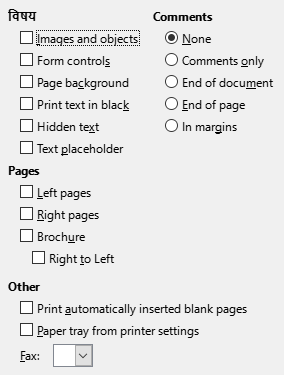 विषय
Images and objects
Form controls
Page background
Print text in black
Hidden text
Text placeholder
Comments
None
Comments only
End of document
End of page
In margins
Pages
Left pages
Right pages
Brochure
Right to Left
Other
Print automatically inserted blank pages
Paper tray from printer settings
Fax: